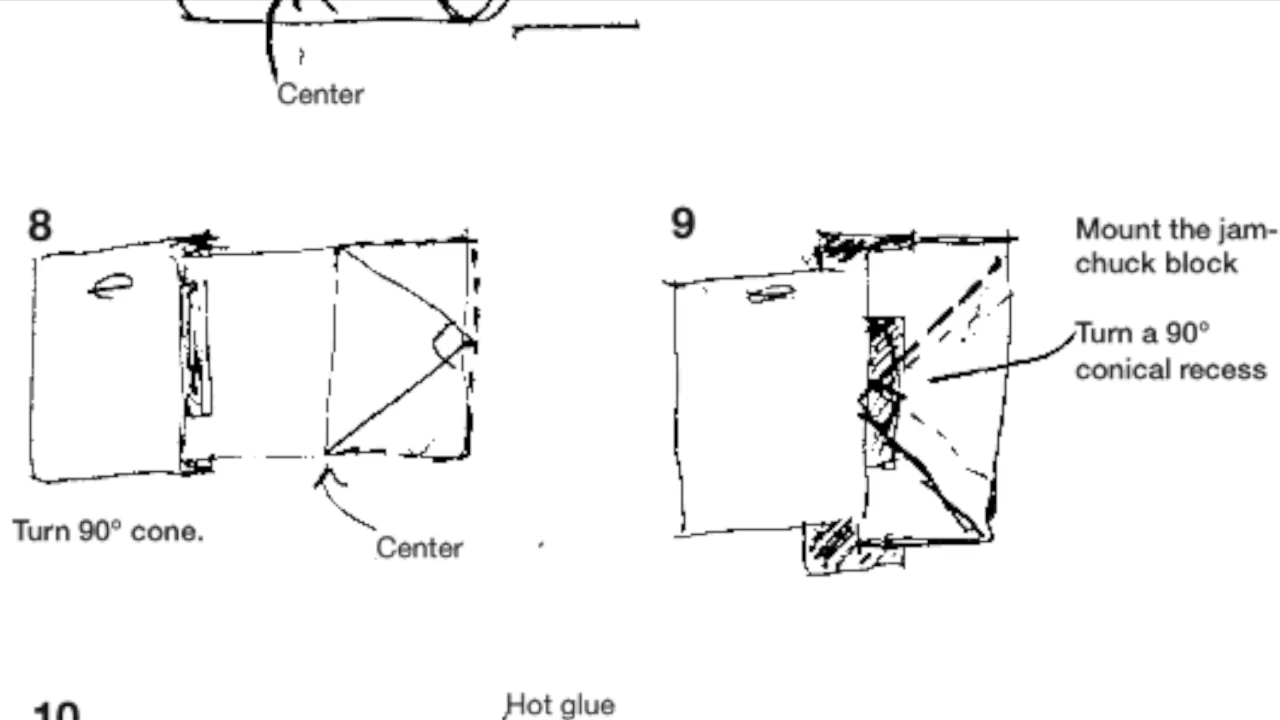 Center
8
Turn 90° cone.
Center
9
Mount the jam-
chuck block
Turn a 90°
conical recess
10
Hot glue